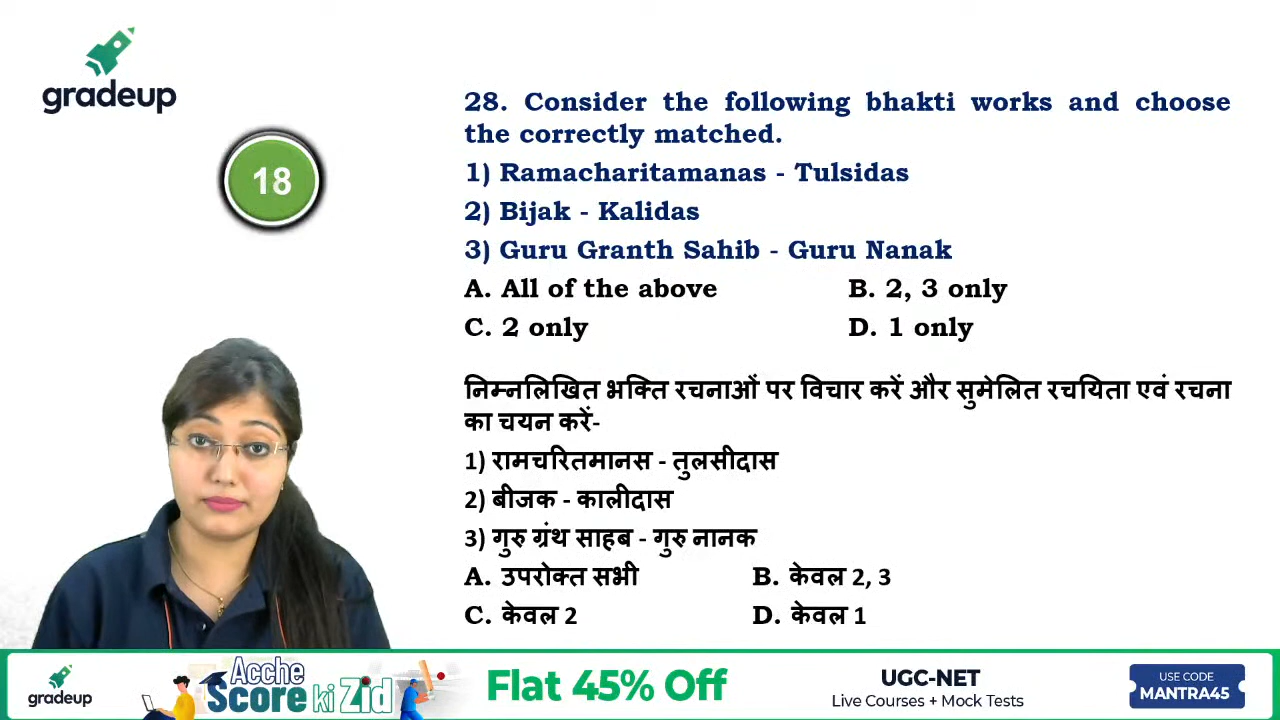 gradeup
18
28. Consider the following bhakti works and choose
the correctly matched.
1) Ramacharitamanas - Tulsidas
2) Bijak - Kalidas
3) Guru Granth Sahib - Guru Nanak
A. All of the above B. 2, 3 only
C. 2 only D. 1 only
निम्नलिखित भक्ति रचनाओं पर विचार करें और सुमेलित रचयिता एवं रचना
का चयन करें-
1) रामचरितमानस - तुलसीदास
2) बीजक - कालीदास
3) गुरु ग्रंथ साहब - गुरु नानक
A. उपरोक्त सभी B. केवल 2, 3
C. केवल 2 D. केवल 1
gradeup
Acche
Score ki Zid
Flat 45% Off
UGC-NET
Live Courses + Mock Tests
USE CODE
MANTRA45